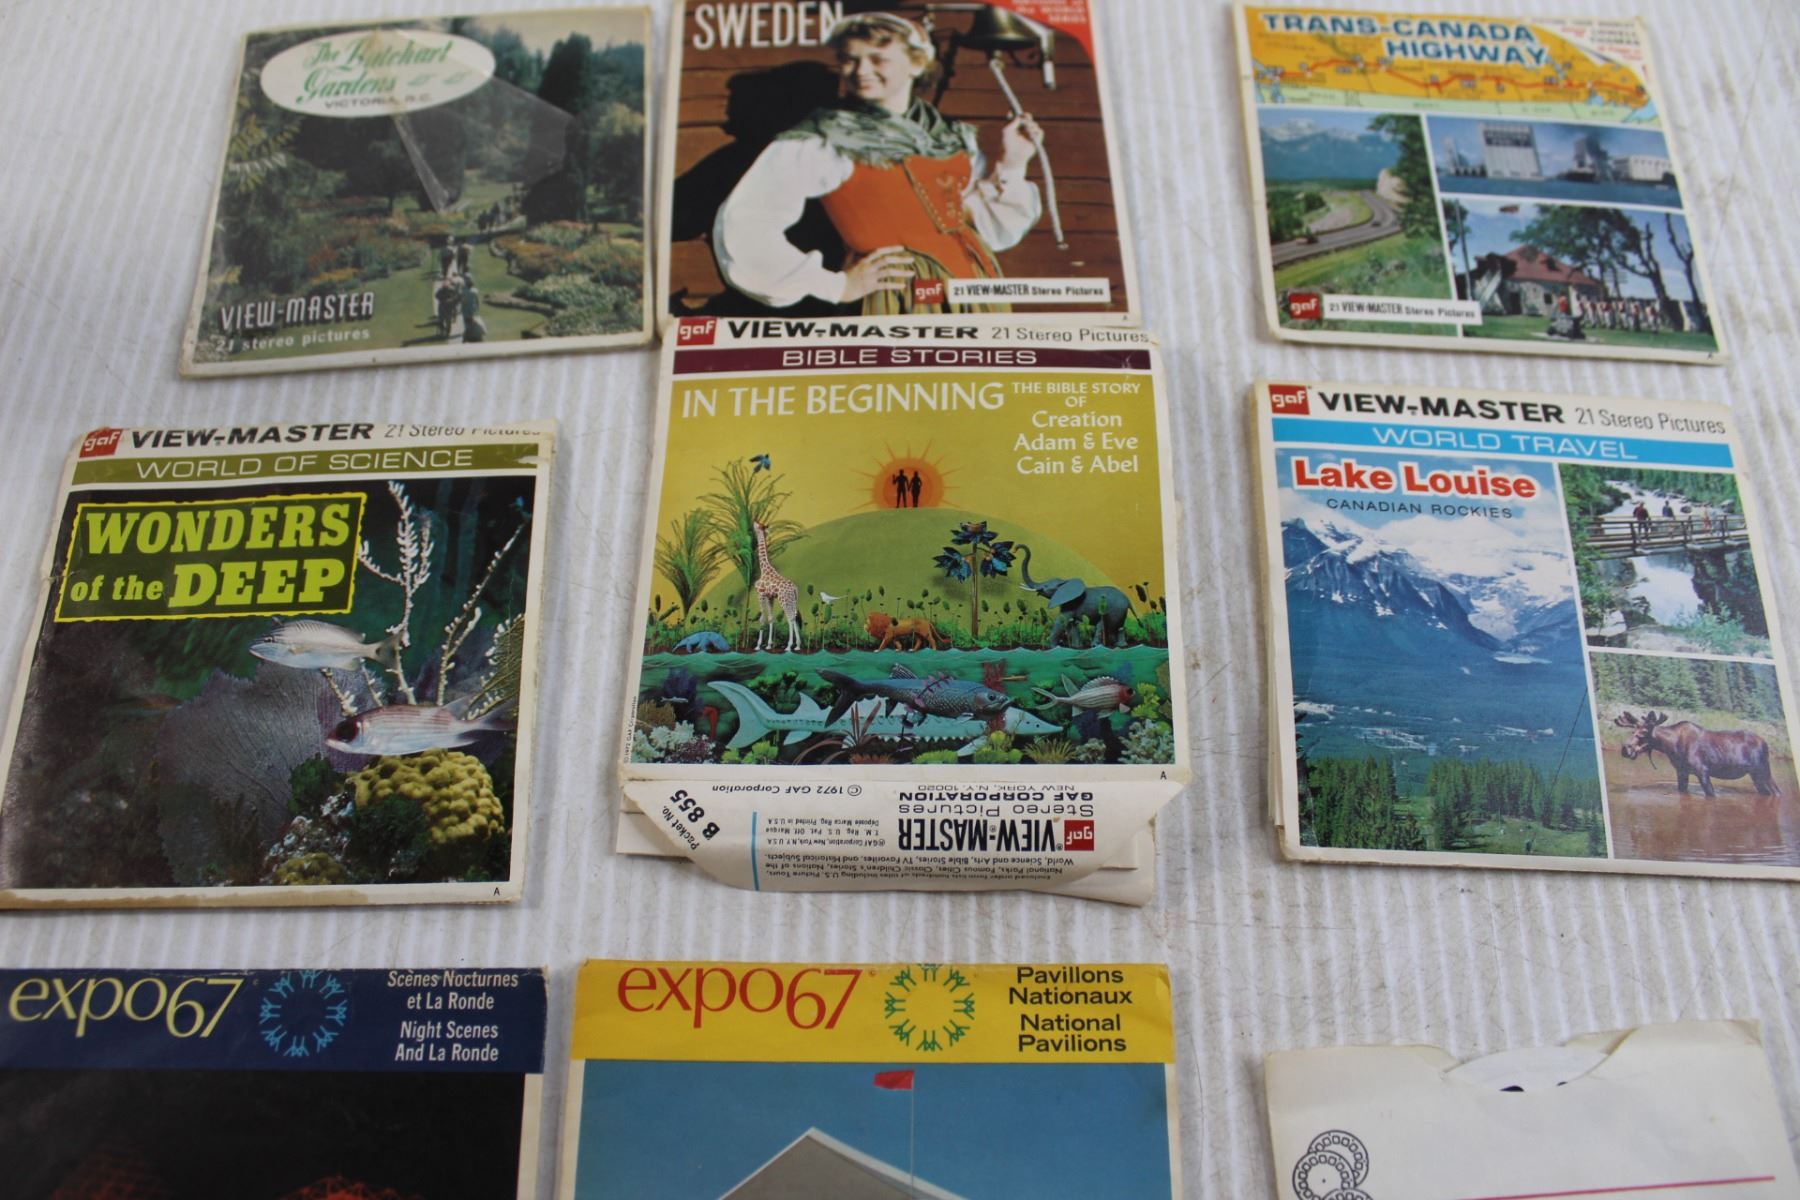 The Butchart
Gardens
VICTORIA, B.C.
VIEW-MASTER
21 stereo pictures
SWEDEN
gaf 21 VIEW-MASTER Stereo Pictures
TRANS-CANADA
HIGHWAY
gaf 21 VIEW-MASTER Stereo Pictures
A
gaf VIEW-MASTER 21 Stereo Pictures
WORLD OF SCIENCE
WONDERS
of the DEEP
A
gaf VIEW-MASTER 21 Stereo Pictures
BIBLE STORIES
IN THE BEGINNING
THE BIBLE STORY
OF
Creation
Adam & Eve
Cain & Abel
© 1972 GAF Corporation
A
Packet No.
B 855
© 1972 GAF Corporation
gaf VIEW-MASTER®
Stereo Pictures
GAF CORPORATION
NEW YORK, N.Y. 10020
gaf VIEW-MASTER 21 Stereo Pictures
WORLD TRAVEL
Lake Louise
CANADIAN ROCKIES
expo67
Scènes Nocturnes
et La Ronde
Night Scenes
And La Ronde
expo67
Pavillons
Nationaux
National
Pavilions